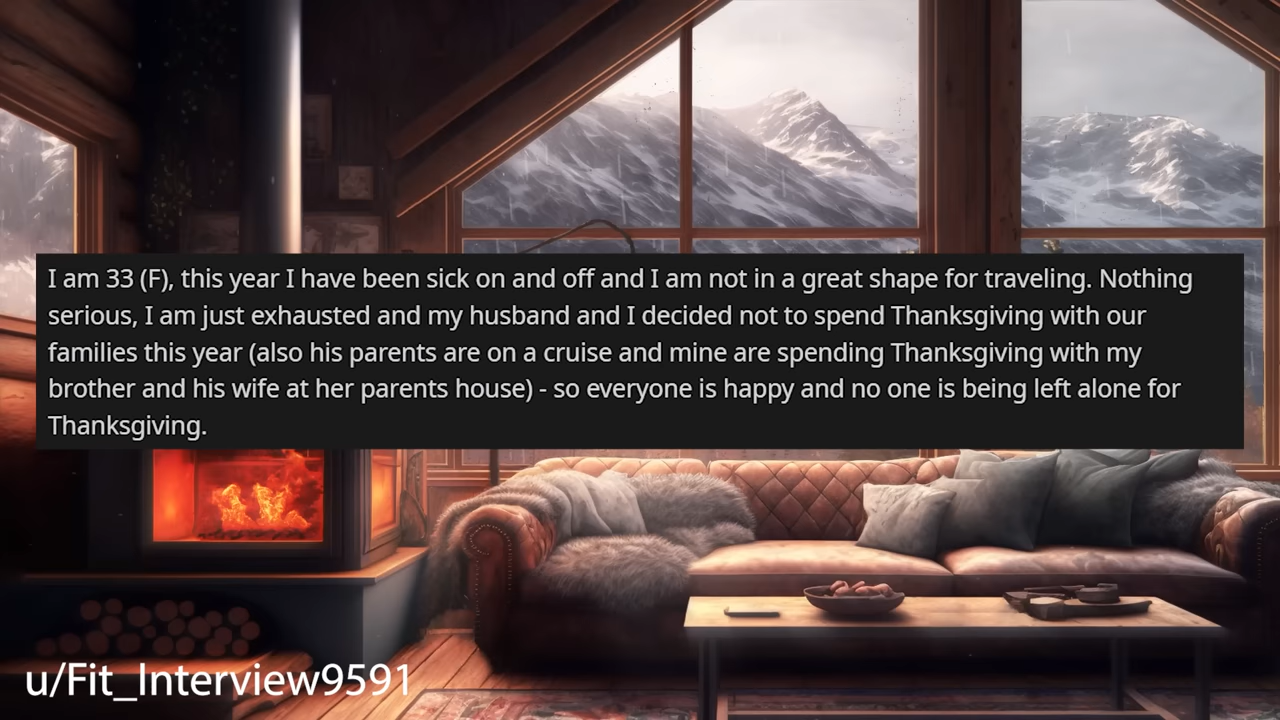 I am 33 (F), this year I have been sick on and off and I am not in a great shape for traveling. Nothing
serious, I am just exhausted and my husband and I decided not to spend Thanksgiving with our
families this year (also his parents are on a cruise and mine are spending Thanksgiving with my
brother and his wife at her parents house) - so everyone is happy and no one is being left alone for
Thanksgiving.
u/Fit_Interview9591